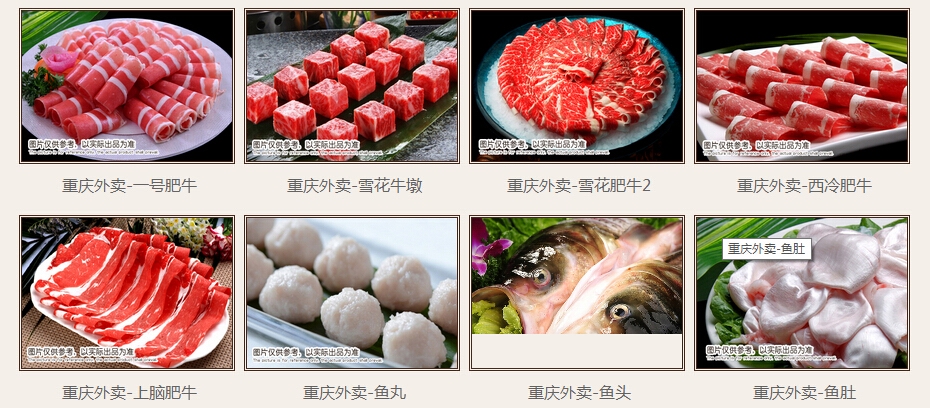 图片仅供参考，以实际出品为准
The picture is for reference only, the actual product shall prevail.
图片仅供参考，以实际出品为准
The picture is for reference only, the actual product shall prevail.
图片仅供参考，以实际出品为准
The picture is for reference only, the actual product shall prevail.
图片仅供参考，以实际出品为准
The picture is for reference only, the actual product shall prevail.
重庆外卖-一号肥牛
重庆外卖-雪花牛墩
重庆外卖-雪花肥牛2
重庆外卖-西冷肥牛
重庆外卖-鱼肚
图片仅供参考，以实际出品为准
The picture is for reference only, the actual product shall prevail.
图片仅供参考，以实际出品为准
The picture is for reference only, the actual product shall prevail.
图片仅供参考，以实际出品为准
The picture is for reference only, the actual product shall prevail.
重庆外卖-上脑肥牛
重庆外卖-鱼丸
重庆外卖-鱼头
重庆外卖-鱼肚